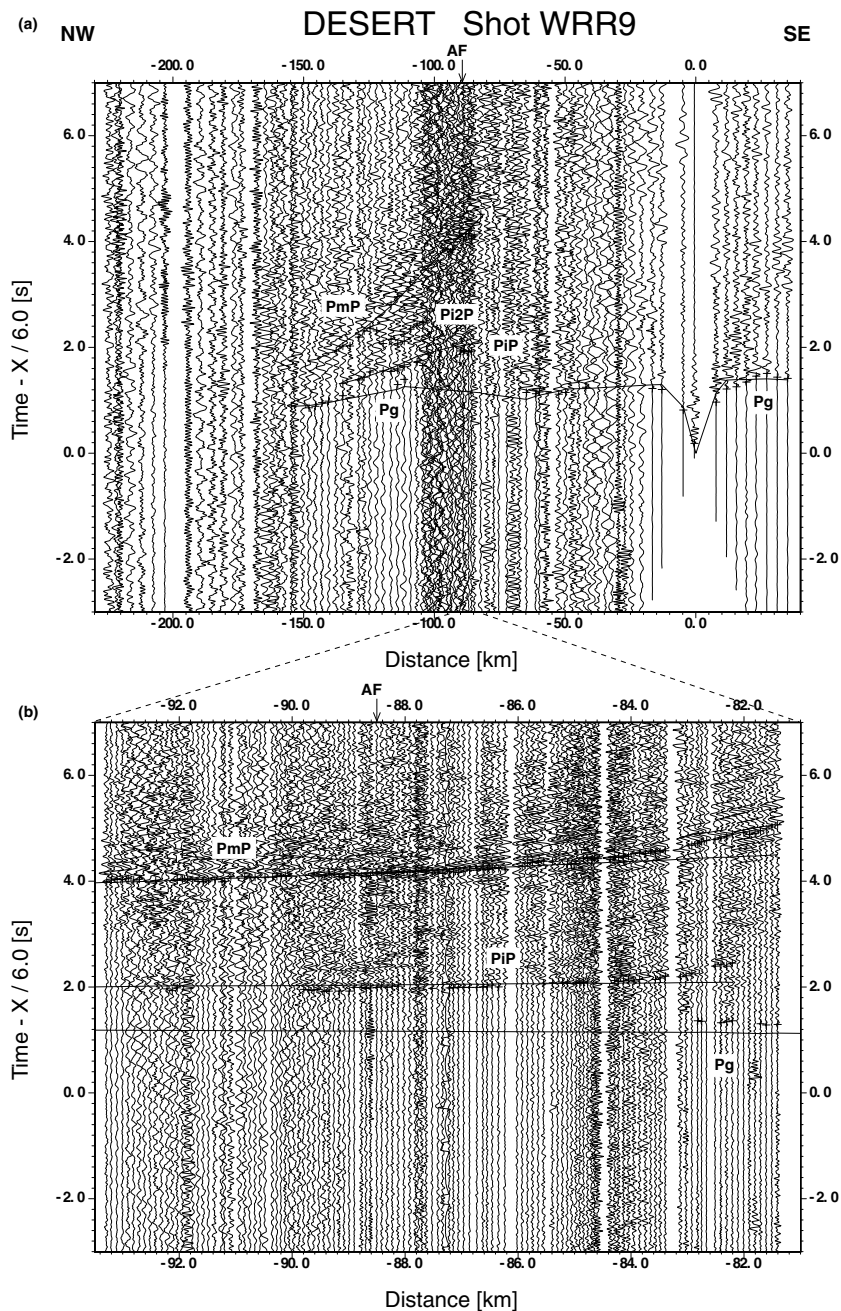 DESERT Shot WRR9
(a) NW SE
AF
-200.0 -150.0 -100.0 -50.0 0.0
6.0 6.0
4.0 4.0
PmP
Pi2P
2.0 PiP 2.0
Pg Pg
0.0 0.0
-2.0 -2.0
Time - X / 6.0 [s]
-200.0 -150.0 -100.0 -50.0 0.0
Distance [km]
(b)
AF
-92.0 -90.0 -88.0 -86.0 -84.0 -82.0
6.0 6.0
PmP
4.0 4.0
PiP
2.0 2.0
Pg
0.0 0.0
-2.0 -2.0
Time - X / 6.0 [s]
-92.0 -90.0 -88.0 -86.0 -84.0 -82.0
Distance [km]